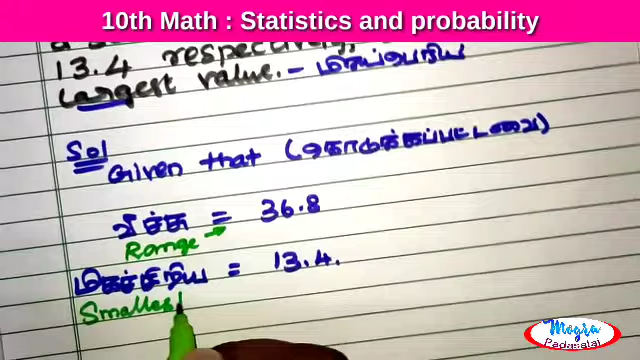 10th Math : Statistics and probability
13.4 respectively,
Largest value. - மிகப்பெரிய
Sol
Given that (கொடுக்கப்பட்டவை)
வீச்சு = 36.8
Range →
மிகச்சிறிய = 13.4.
Smalles
Mogra
Padasalai